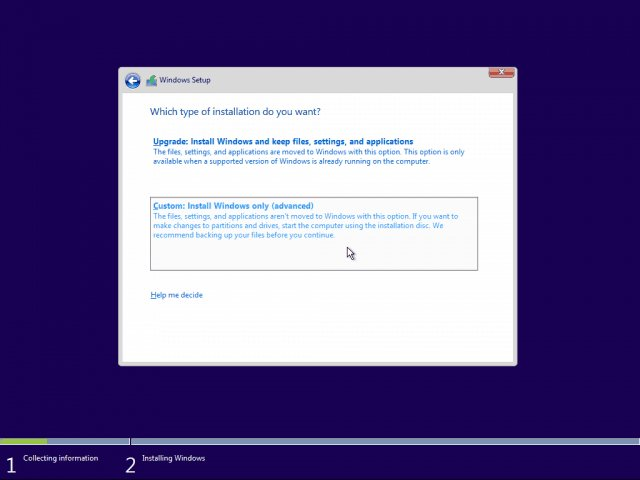 Windows Setup
Which type of installation do you want?
Upgrade: Install Windows and keep files, settings, and applications
The files, settings, and applications are moved to Windows with this option. This option is only
available when a supported version of Windows is already running on the computer.
Custom: Install Windows only (advanced)
The files, settings, and applications aren't moved to Windows with this option. If you want to
make changes to partitions and drives, start the computer using the installation disc. We
recommend backing up your files before you continue.
Help me decide
1 Collecting information 2 Installing Windows